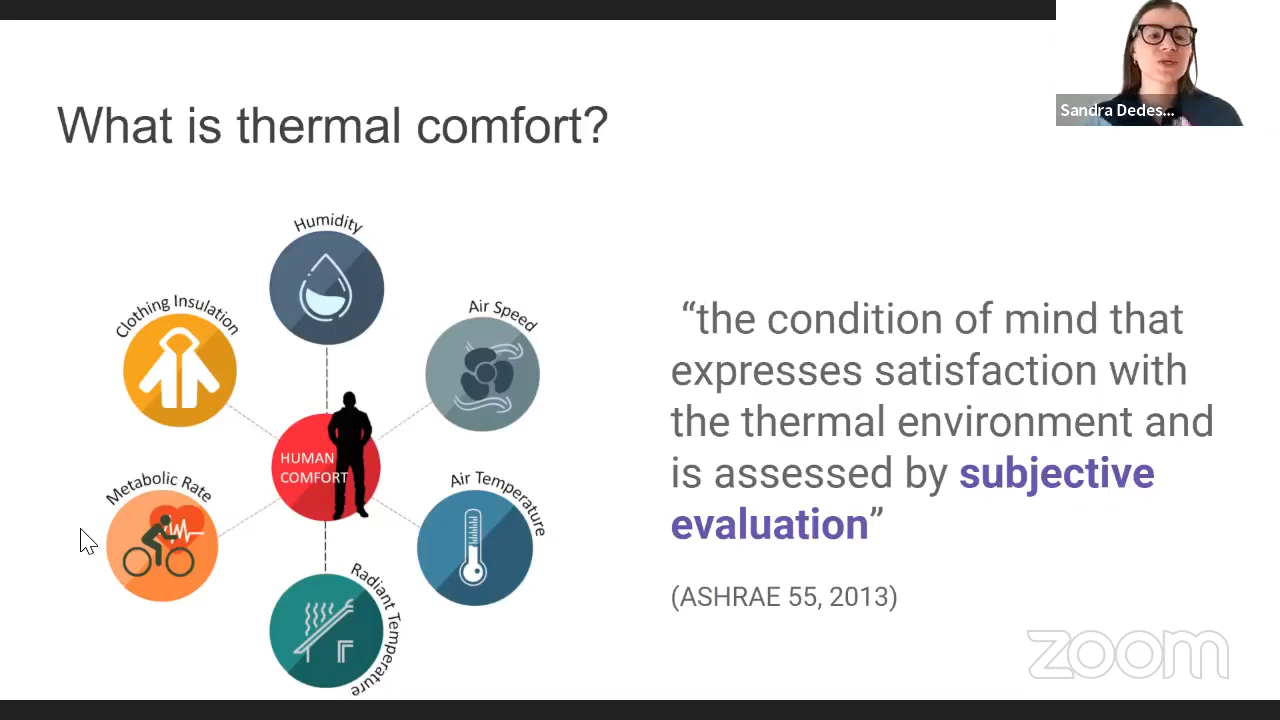 Sandra Dedes...
What is thermal comfort?
Humidity
Clothing Insulation
Air Speed
HUMAN
COMFORT
Metabolic Rate
Air Temperature
Radiant Temperature
“the condition of mind that
expresses satisfaction with
the thermal environment and
is assessed by subjective
evaluation”
(ASHRAE 55, 2013)
zoom